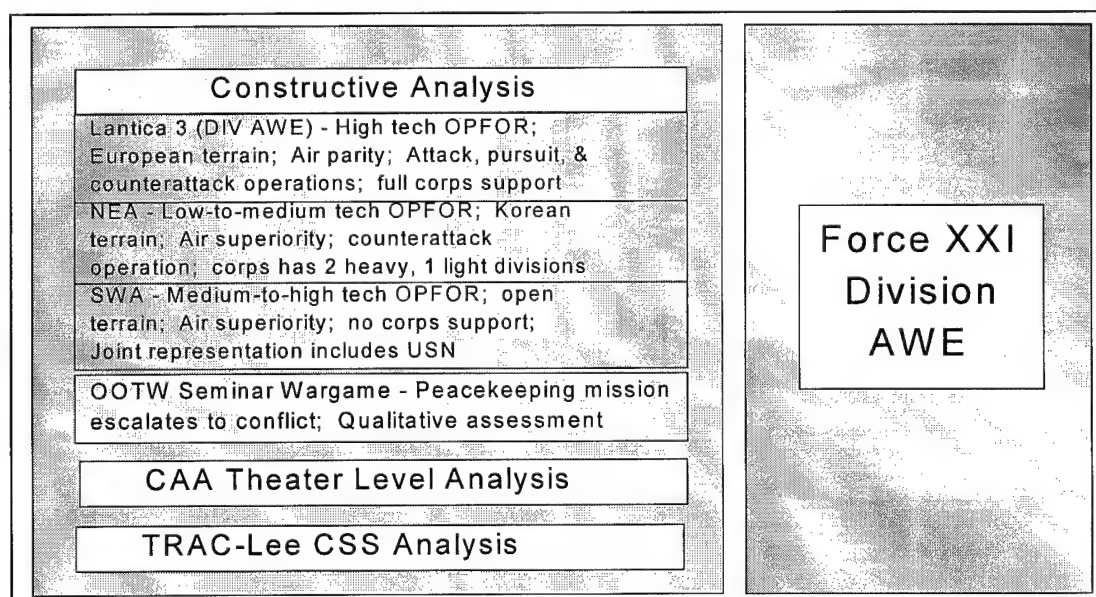 Constructive Analysis
Lantica 3 (DIV AWE) - High tech OPFOR;
European terrain; Air parity; Attack, pursuit, &
counterattack operations; full corps support
NEA - Low-to-medium tech OPFOR; Korean
terrain; Air superiority; counterattack
operation; corps has 2 heavy, 1 light divisions
SWA - Medium-to-high tech OPFOR; open
terrain; Air superiority; no corps support;
Joint representation includes USN
OOTW Seminar Wargame - Peacekeeping mission
escalates to conflict; Qualitative assessment
CAA Theater Level Analysis
TRAC-Lee CSS Analysis
Force XXI
Division
AWE